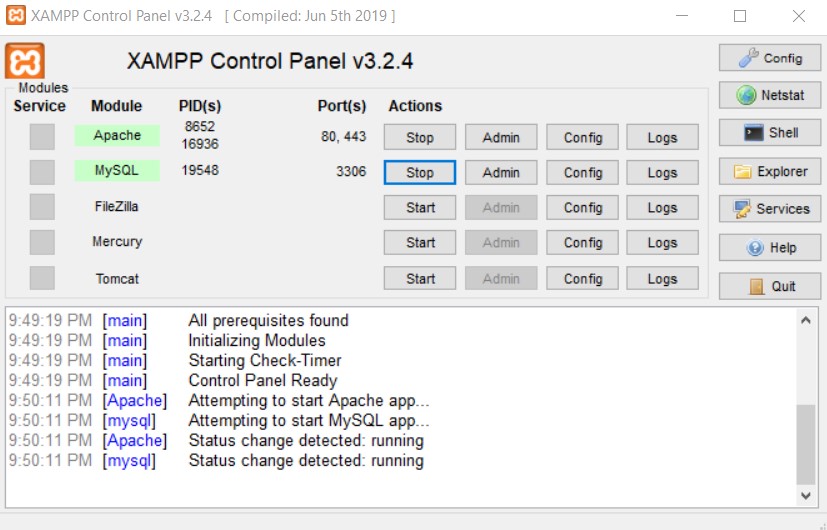 XAMPP Control Panel v3.2.4 [ Compiled: Jun 5th 2019 ]
XAMPP Control Panel v3.2.4
Config
Modules
Service Module PID(s) Port(s) Actions
Netstat
Apache 8652 16936 80, 443 Stop Admin Config Logs
Shell
MySQL 19548 3306 Stop Admin Config Logs
Explorer
FileZilla Start Admin Config Logs
Services
Mercury Start Admin Config Logs
Help
Tomcat Start Admin Config Logs
Quit
9:49:19 PM [main] All prerequisites found
9:49:19 PM [main] Initializing Modules
9:49:19 PM [main] Starting Check-Timer
9:49:19 PM [main] Control Panel Ready
9:50:11 PM [Apache] Attempting to start Apache app...
9:50:11 PM [mysql] Attempting to start MySQL app...
9:50:11 PM [Apache] Status change detected: running
9:50:11 PM [mysql] Status change detected: running